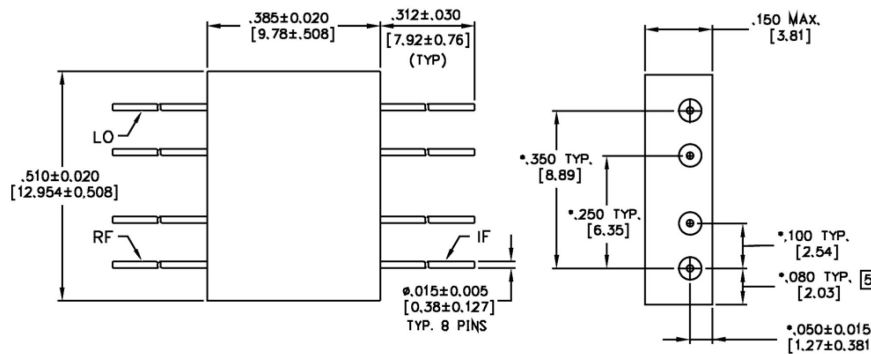 .385±0.020
[9.78±.508]
.312±.030
[7.92±0.76]
(TYP)
.150 MAX.
[3.81]
LO
.510±0.020
[12.954±0.508]
RF
IF
ø.015±0.005
[0.38±0.127]
TYP. 8 PINS
*.350 TYP.
[8.89]
*.250 TYP.
[6.35]
*.100 TYP.
[2.54]
*.080 TYP. 5
[2.03]
*.050±0.015
[1.27±0.381